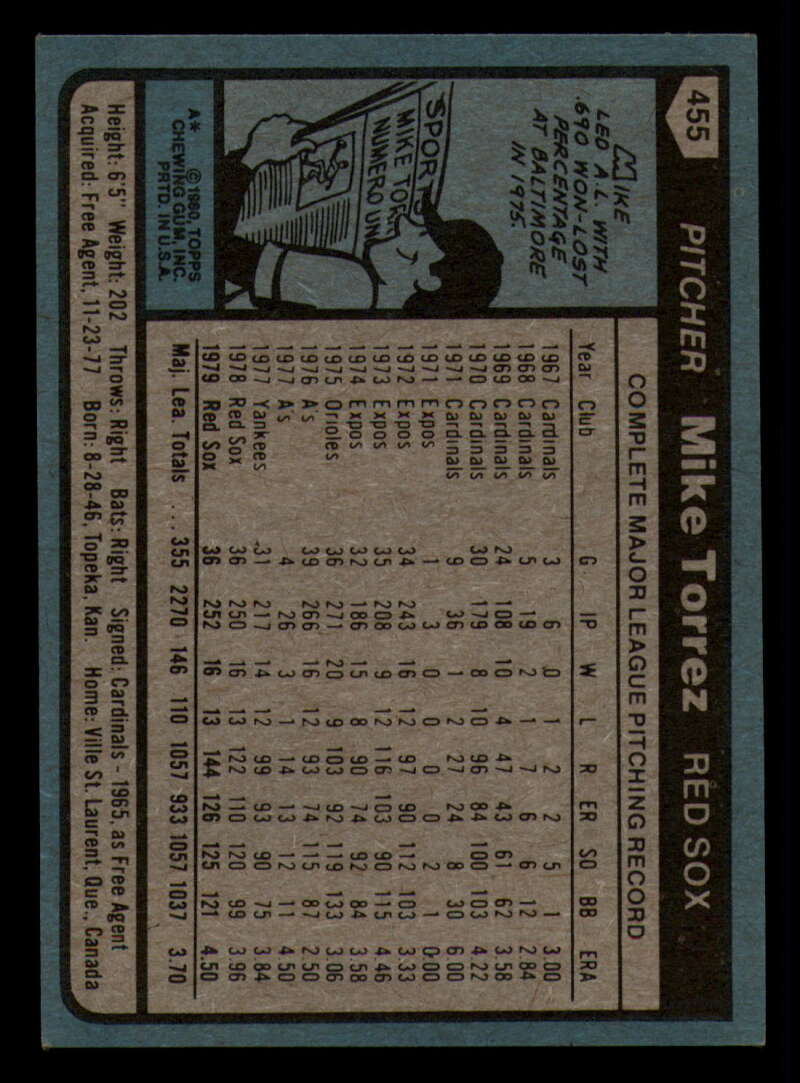 455
PITCHER Mike Torrez RED SOX
MIKE
LED A.L. WITH
.690 WON-LOST
PERCENTAGE
AT BALTIMORE
IN 1975.
SPORTS
MIKE TOR
NUMERO UN
A* © 1980, TOPPS
CHEWING GUM, INC.
PRTD. IN U.S.A.
COMPLETE MAJOR LEAGUE PITCHING RECORD
Year Club G IP W L R ER SO BB ERA
1967 Cardinals 3 6 0 1 2 2 5 1 3.00
1968 Cardinals 5 19 2 1 7 6 6 12 2.84
1969 Cardinals 24 108 10 4 47 43 61 62 3.58
1970 Cardinals 30 179 8 10 96 84 100 103 4.22
1971 Cardinals 9 36 1 2 27 24 8 30 6.00
1971 Expos 1 3 0 0 0 0 2 1 0.00
1972 Expos 34 243 16 12 97 90 112 103 3.33
1973 Expos 35 208 9 12 116 103 90 115 4.46
1974 Expos 32 186 15 8 90 74 92 84 3.58
1975 Orioles 36 271 20 9 103 92 119 133 3.06
1976 A's 39 266 16 12 93 74 115 87 2.50
1977 A's 4 26 3 1 14 13 12 11 4.50
1977 Yankees 31 217 14 12 99 93 90 75 3.84
1978 Red Sox 36 250 16 13 122 110 120 99 3.96
1979 Red Sox 36 252 16 13 144 126 125 121 4.50
Maj. Lea. Totals ... 355 2270 146 110 1057 933 1057 1037 3.70
Height: 6'5" Weight: 202 Throws: Right Bats: Right Signed: Cardinals - 1965, as Free Agent
Acquired: Free Agent, 11-23-77 Born: 8-28-46, Topeka, Kan. Home: Ville St. Laurent, Que., Canada